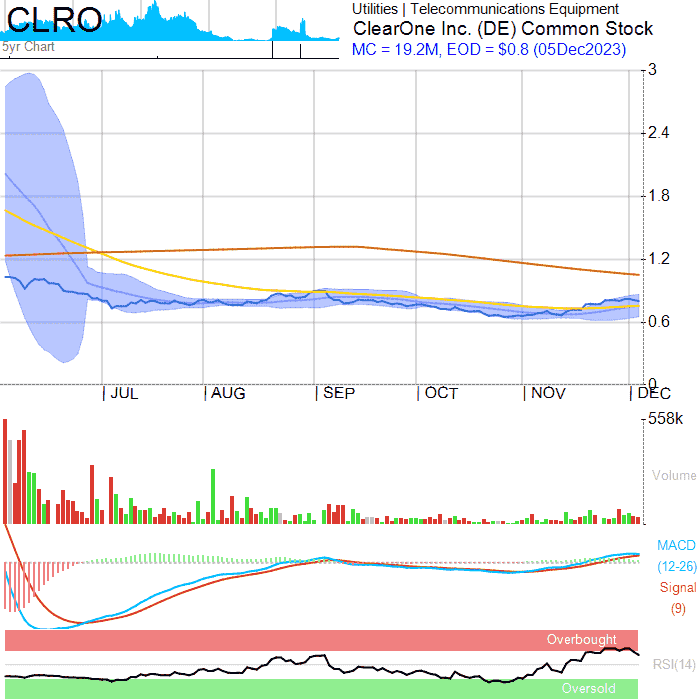 CLRO
5yr Chart
Utilities | Telecommunications Equipment
ClearOne Inc. (DE) Common Stock
MC = 19.2M, EOD = $0.8 (05Dec2023)
3
2.4
1.8
1.2
0.6
0
JUL
AUG
SEP
OCT
NOV
DEC
558k
Volume
MACD
(12-26)
Signal
(9)
Overbought
RSI(14)
Oversold